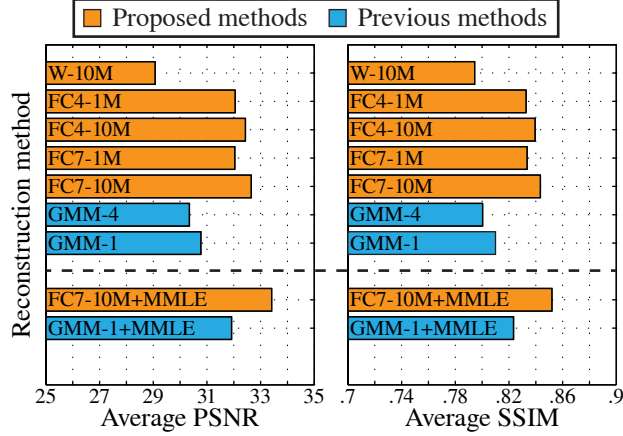 Proposed methods Previous methods
Reconstruction method
W-10M
FC4-1M
FC4-10M
FC7-1M
FC7-10M
GMM-4
GMM-1
FC7-10M+MMLE
GMM-1+MMLE
25 27 29 31 33 35
Average PSNR
W-10M
FC4-1M
FC4-10M
FC7-1M
FC7-10M
GMM-4
GMM-1
FC7-10M+MMLE
GMM-1+MMLE
.7 .74 .78 .82 .86 .9
Average SSIM